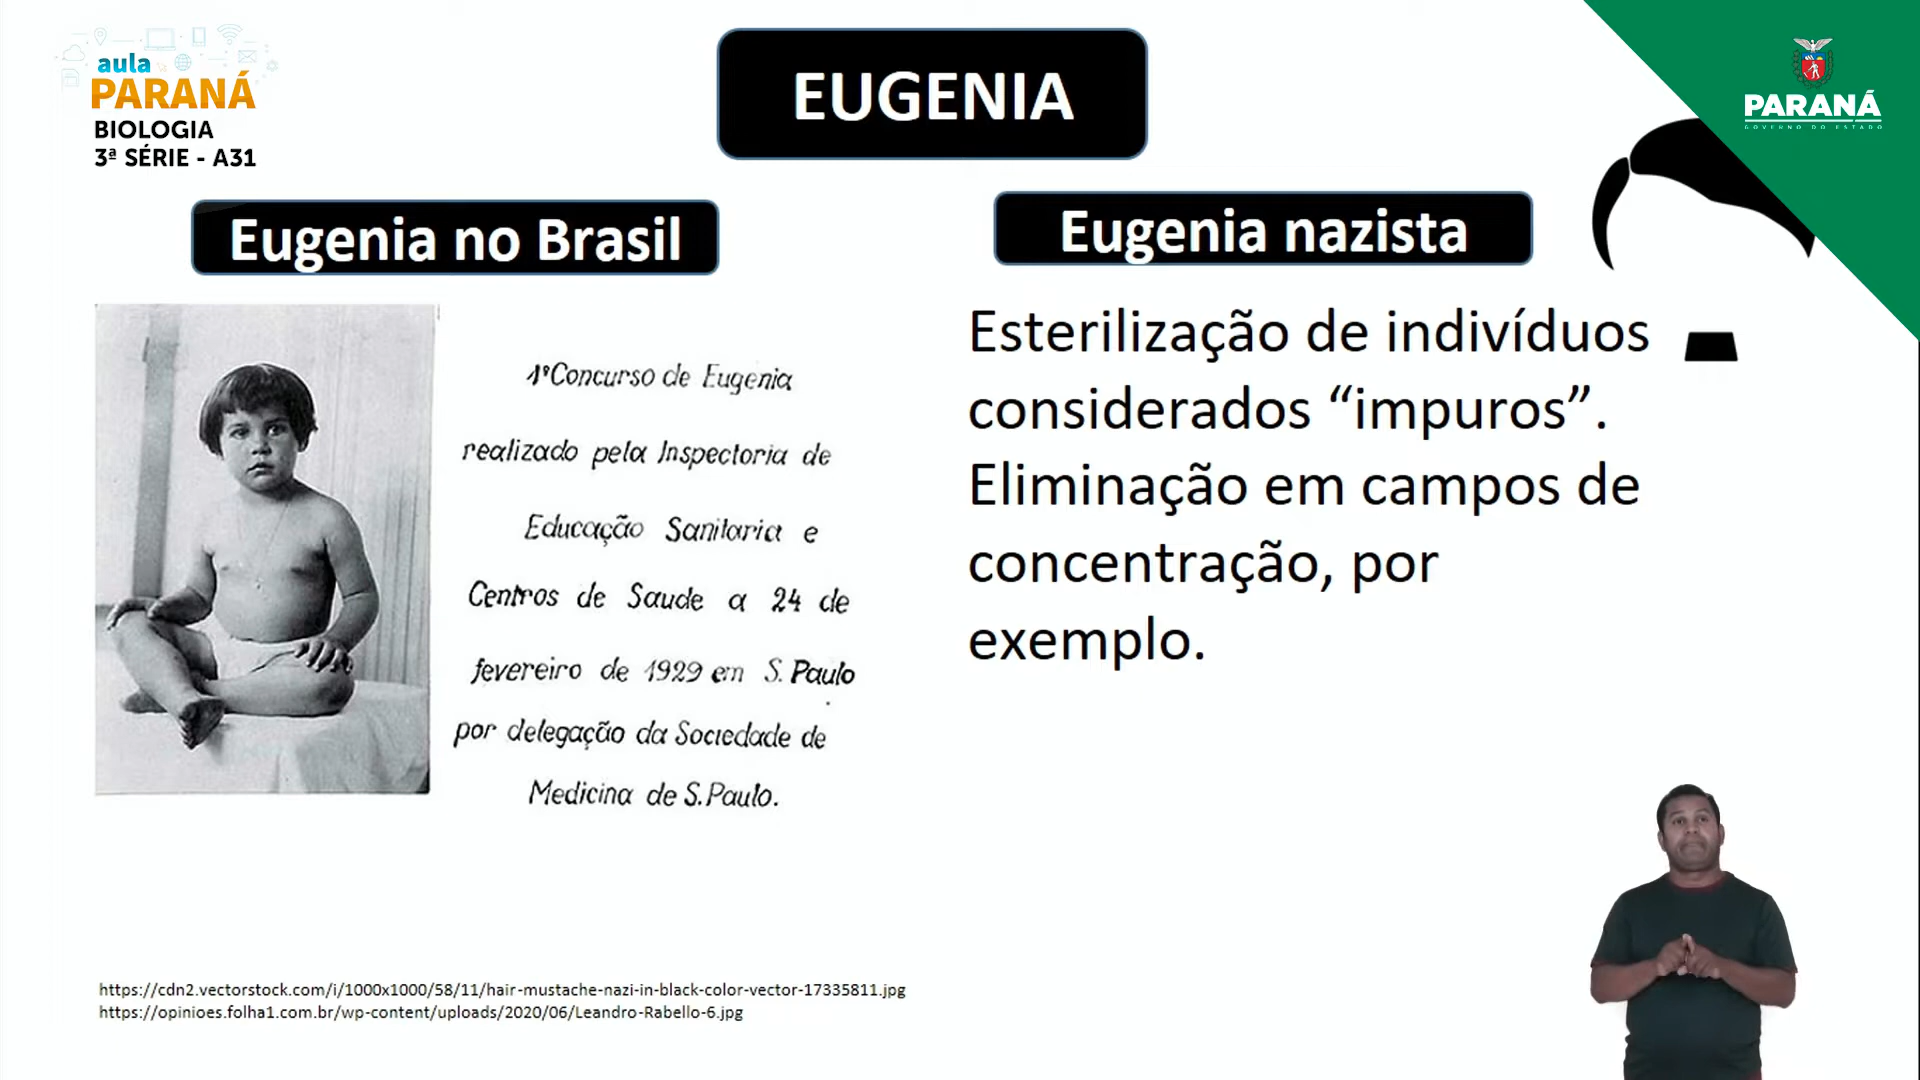 aula
PARANÁ
BIOLOGIA
3ª SÉRIE - A31
EUGENIA
PARANÁ
GOVERNO DO ESTADO
Eugenia no Brasil
1º Concurso de Eugenia
realizado pela Inspectoria de
Educação Sanitaria e
Centros de Saude a 24 de
fevereiro de 1929 em S. Paulo
por delegação da Sociedade de
Medicina de S. Paulo.
Eugenia nazista
Esterilização de indivíduos
considerados “impuros”.
Eliminação em campos de
concentração, por
exemplo.
https://cdn2.vectorstock.com/i/1000x1000/58/11/hair-mustache-nazi-in-black-color-vector-17335811.jpg
https://opinioes.folha1.com.br/wp-content/uploads/2020/06/Leandro-Rabello-6.jpg